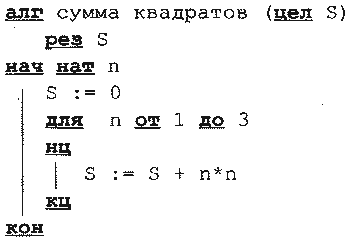 алг сумма квадратов (цел S)
рез S
нач нат n
S := 0
для n от 1 до 3
нц
S := S + n*n
кц
кон